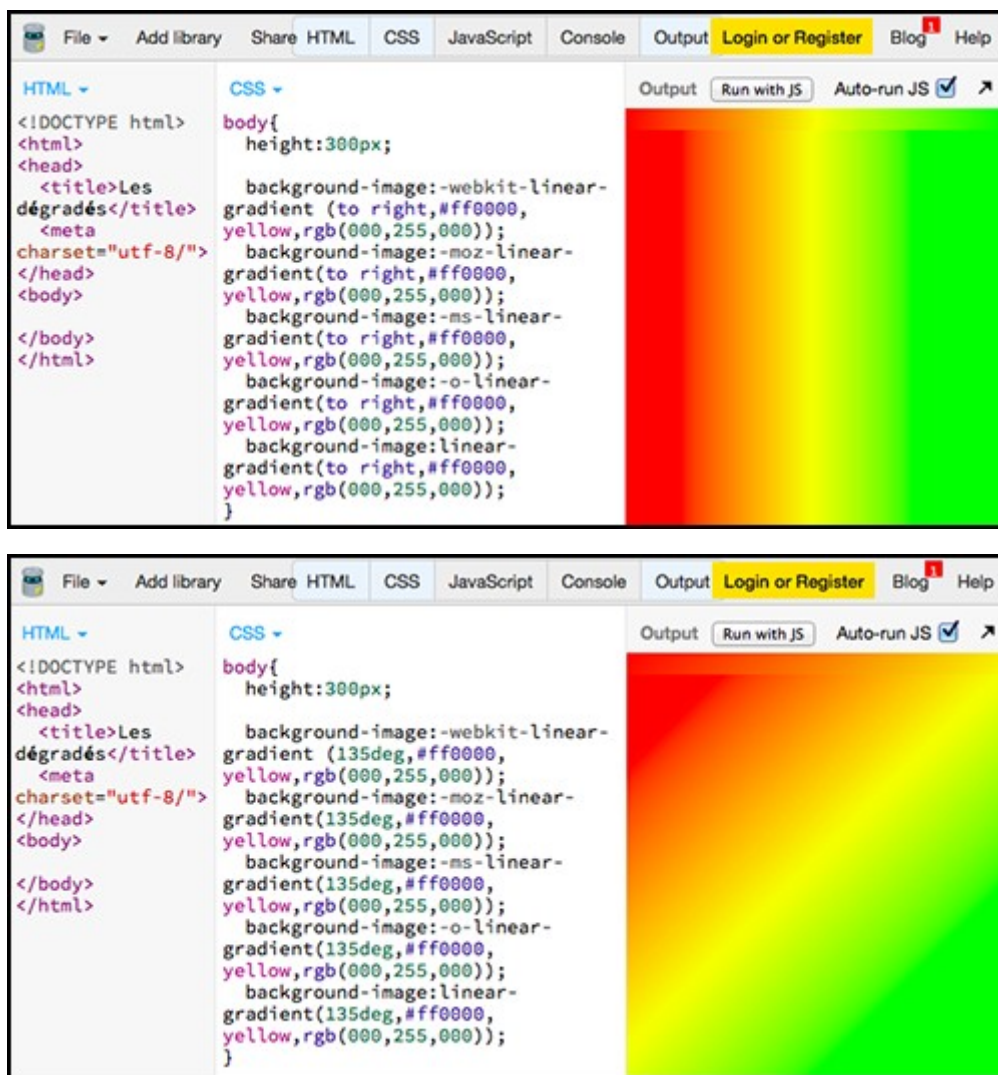 File Add library Share HTML CSS JavaScript Console Output Login or Register Blog 1 Help
HTML
<!DOCTYPE html>
<html>
<head>
<title>Les
dégradés</title>
<meta
charset="utf-8/">
</head>
<body>
</body>
</html>
CSS
body{
height:300px;
background-image:-webkit-linear-
gradient (to right,#ff0000,
yellow,rgb(000,255,000));
background-image:-moz-linear-
gradient(to right,#ff0000,
yellow,rgb(000,255,000));
background-image:-ms-linear-
gradient(to right,#ff0000,
yellow,rgb(000,255,000));
background-image:-o-linear-
gradient(to right,#ff0000,
yellow,rgb(000,255,000));
background-image:linear-
gradient(to right,#ff0000,
yellow,rgb(000,255,000));
}
Output Run with JS Auto-run JS
File Add library Share HTML CSS JavaScript Console Output Login or Register Blog 1 Help
HTML
<!DOCTYPE html>
<html>
<head>
<title>Les
dégradés</title>
<meta
charset="utf-8/">
</head>
<body>
</body>
</html>
CSS
body{
height:300px;
background-image:-webkit-linear-
gradient (135deg,#ff0000,
yellow,rgb(000,255,000));
background-image:-moz-linear-
gradient(135deg,#ff0000,
yellow,rgb(000,255,000));
background-image:-ms-linear-
gradient(135deg,#ff0000,
yellow,rgb(000,255,000));
background-image:-o-linear-
gradient(135deg,#ff0000,
yellow,rgb(000,255,000));
background-image:linear-
gradient(135deg,#ff0000,
yellow,rgb(000,255,000));
}
Output Run with JS Auto-run JS